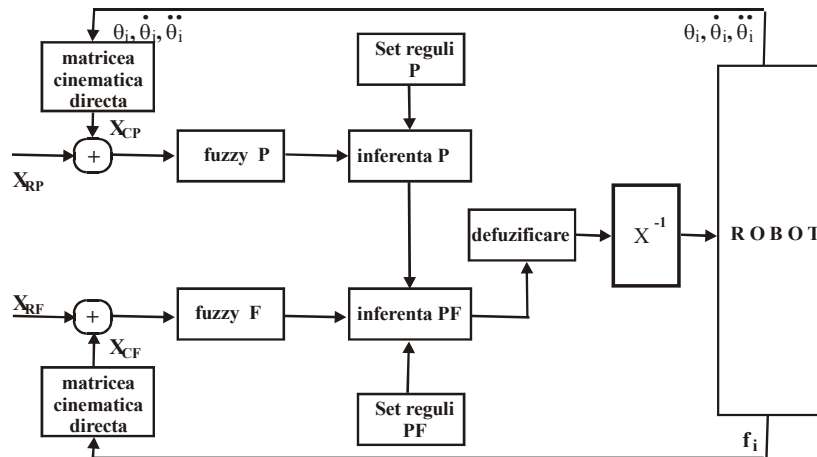 θi, θ̇i, θ̈i
θi, θ̇i, θ̈i
matricea
cinematica
directa
Set reguli
P
XCP
+
fuzzy P
inferenta P
XRP
defuzificare
X⁻¹
ROBOT
XRF
+
fuzzy F
inferenta PF
XCF
matricea
cinematica
directa
Set reguli
PF
fi